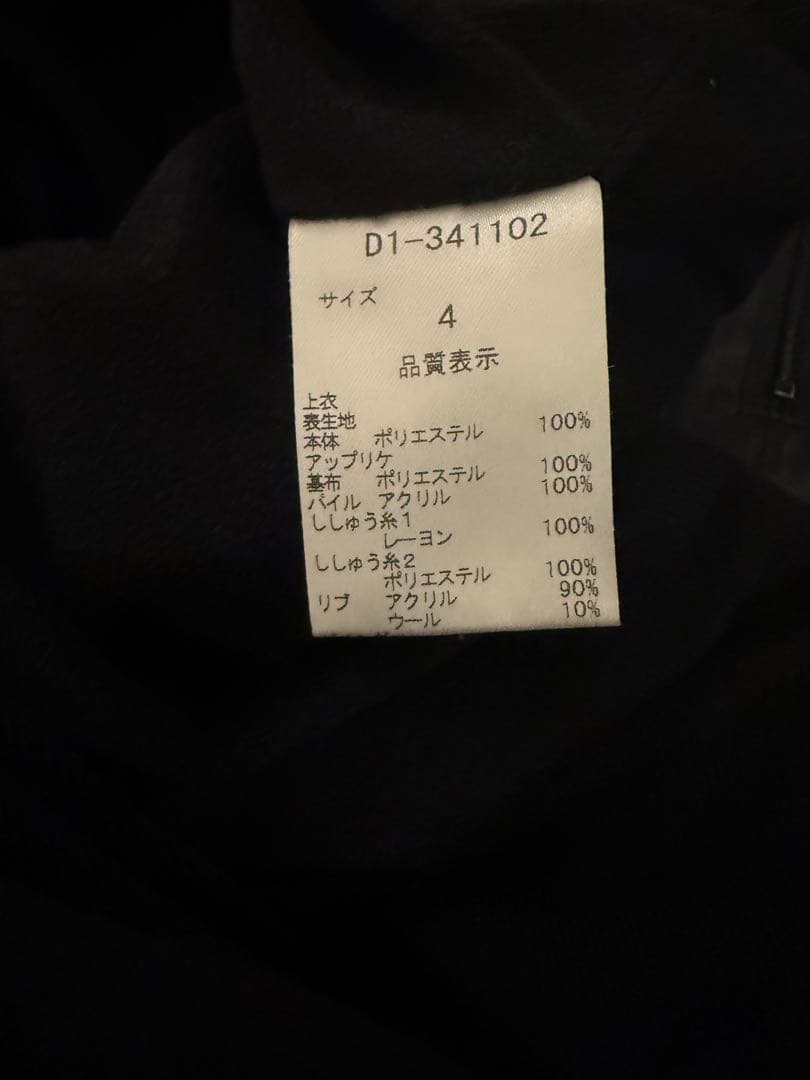 D1-341102
サイズ
4
品質表示
上衣
表生地
本体 ポリエステル 100%
アップリケ
基布 ポリエステル 100%
パイル アクリル 100%
ししゅう糸1
レーヨン 100%
ししゅう糸2
ポリエステル 100%
リブ アクリル 90%
ウール 10%